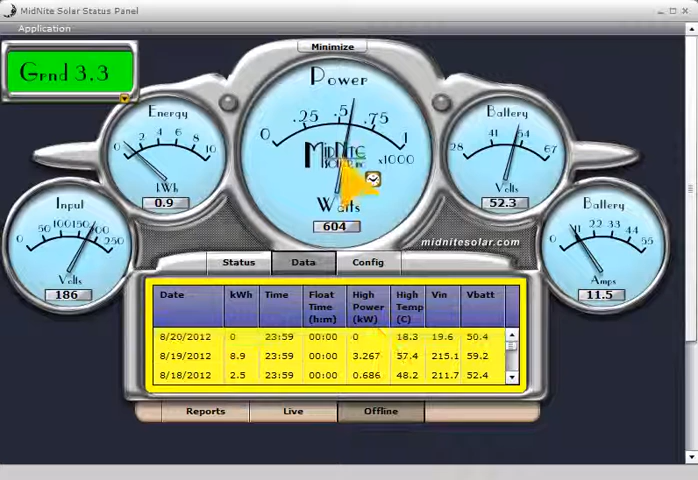 MidNite Solar Status Panel
Application
Minimize
Grnd 3.3
Energy
0 2 4 6 8 10
kWh
0.9
Power
0 .25 .5 .75 1
x1000
MIDNITE
SOLAR INC
Watts
604
Battery
28 41 54 67
Volts
52.3
Input
0 50 100 150 200 250
Volts
186
Battery
0 11 22 33 44 55
Amps
11.5
midnitesolar.com
Status Data Config
Date kWh Time Float Time (h:m) High Power (kW) High Temp (C) Vin Vbatt
8/20/2012 0 23:59 00:00 0 18.3 19.6 50.4
8/19/2012 8.9 23:59 00:00 3.267 57.4 215.1 59.2
8/18/2012 2.5 23:59 00:00 0.686 48.2 211.7 52.4
Reports Live Offline